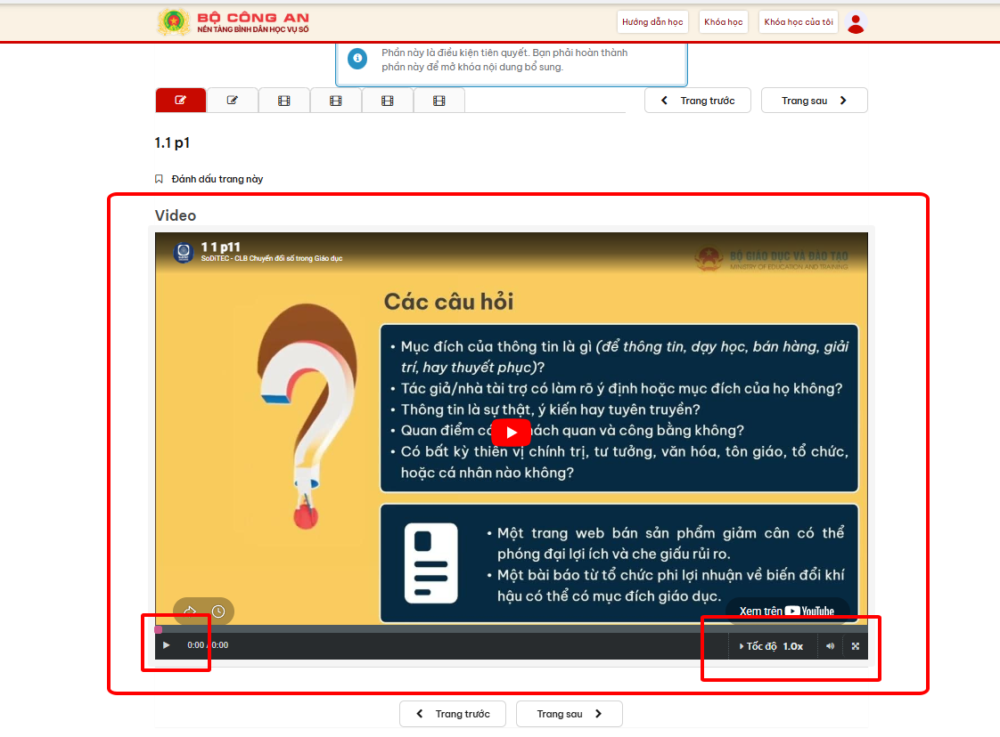 BỘ CÔNG AN
NỀN TẢNG BÌNH DÂN HỌC VỤ SỐ
Hướng dẫn học
Khóa học
Khóa học của tôi
Phần này là điều kiện tiên quyết. Bạn phải hoàn thành
phần này để mở khóa nội dung bổ sung.
Trang trước
Trang sau
1.1 p1
Đánh dấu trang này
Video
1 1 p11
SoDiTEC - CLB Chuyển đổi số trong Giáo dục
BỘ GIÁO DỤC VÀ ĐÀO TẠO
MINISTRY OF EDUCATION AND TRAINING
Các câu hỏi
• Mục đích của thông tin là gì (để thông tin, dạy học, bán hàng, giải
trí, hay thuyết phục)?
• Tác giả/nhà tài trợ có làm rõ ý định hoặc mục đích của họ không?
• Thông tin là sự thật, ý kiến hay tuyên truyền?
• Quan điểm có hách quan và công bằng không?
• Có bất kỳ thiên vị chính trị, tư tưởng, văn hóa, tôn giáo, tổ chức,
hoặc cá nhân nào không?
• Một trang web bán sản phẩm giảm cân có thể
phóng đại lợi ích và che giấu rủi ro.
• Một bài báo từ tổ chức phi lợi nhuận về biến đổi khí
hậu có thể có mục đích giáo dục.
Xem trên YouTube
0:00 / 0:00
Tốc độ 1.0x
Trang trước
Trang sau